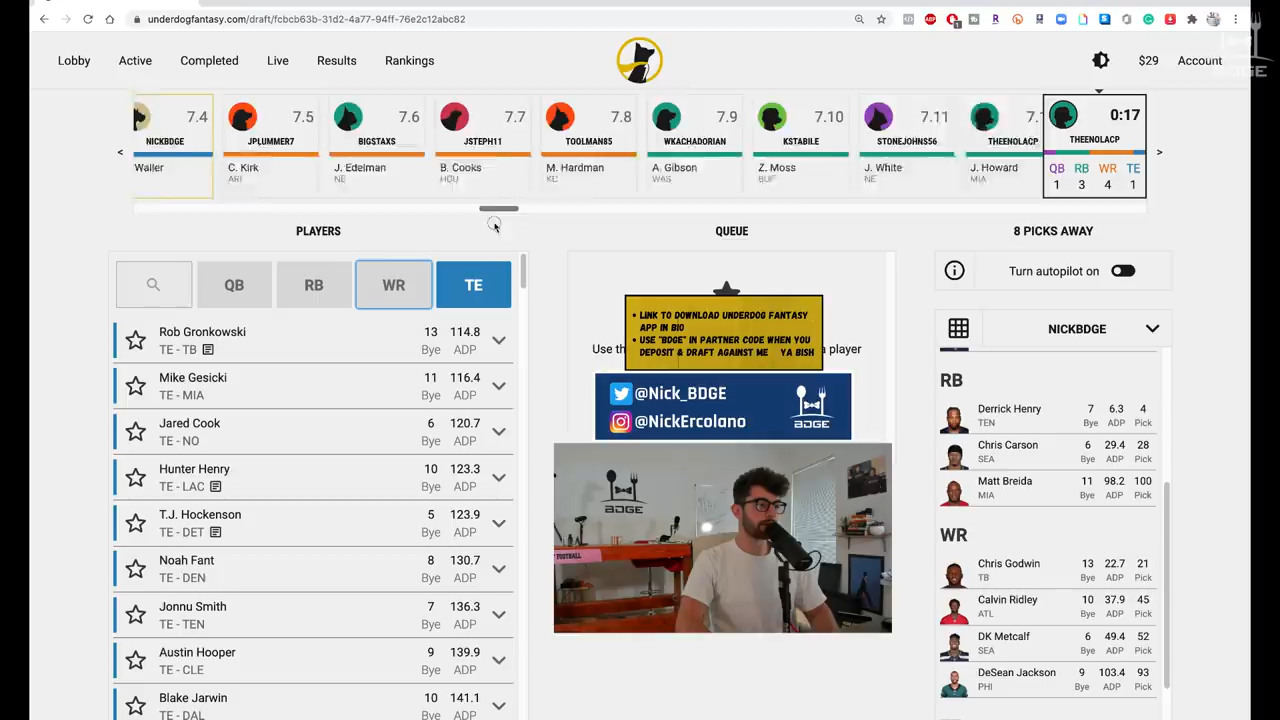 underdogfantasy.com/draft/fcbcb63b-31d2-4a77-94ff-76e2c12abc82
Lobby Active Completed Live Results Rankings $29 Account
BDGE
7.4 7.5 7.6 7.7 7.8 7.9 7.10 7.11 7.1 0:17
NICKBDGE JPLUMMER7 BIGSTAXS JSTEPH11 TOOLMAN85 WKACHADORIAN KSTABILE STONEJOHNS56 THEENOLACP THEENOLACP
< >
Waller C. Kirk J. Edelman B. Cooks M. Hardman A. Gibson Z. Moss J. White J. Howard QB RB WR TE
ARI NE HOU KC WAS BUF NE MIA 1 3 4 1
PLAYERS QUEUE 8 PICKS AWAY
QB RB WR TE
Turn autopilot on
NICKBDGE
Rob Gronkowski 13 114.8
TE - TB Bye ADP
Mike Gesicki 11 116.4
TE - MIA Bye ADP
Jared Cook 6 120.7
TE - NO Bye ADP
Hunter Henry 10 123.3
TE - LAC Bye ADP
T.J. Hockenson 5 123.9
TE - DET Bye ADP
Noah Fant 8 130.7
TE - DEN Bye ADP
Jonnu Smith 7 136.3
TE - TEN Bye ADP
Austin Hooper 9 139.9
TE - CLE Bye ADP
Blake Jarwin 10 141.1
TE - DAL Bye ADP
• LINK TO DOWNLOAD UNDERDOG FANTASY
APP IN BIO
• USE "BDGE" IN PARTNER CODE WHEN YOU
DEPOSIT & DRAFT AGAINST ME YA BISH
Use th a player
@Nick_BDGE
@NickErcolano
BDGE
BDGE
FOOTBALL
RB
Derrick Henry 7 6.3 4
TEN Bye ADP Pick
Chris Carson 6 29.4 28
SEA Bye ADP Pick
Matt Breida 11 98.2 100
MIA Bye ADP Pick
WR
Chris Godwin 13 22.7 21
TB Bye ADP Pick
Calvin Ridley 10 37.9 45
ATL Bye ADP Pick
DK Metcalf 6 49.4 52
SEA Bye ADP Pick
DeSean Jackson 9 103.4 93
PHI Bye ADP Pick